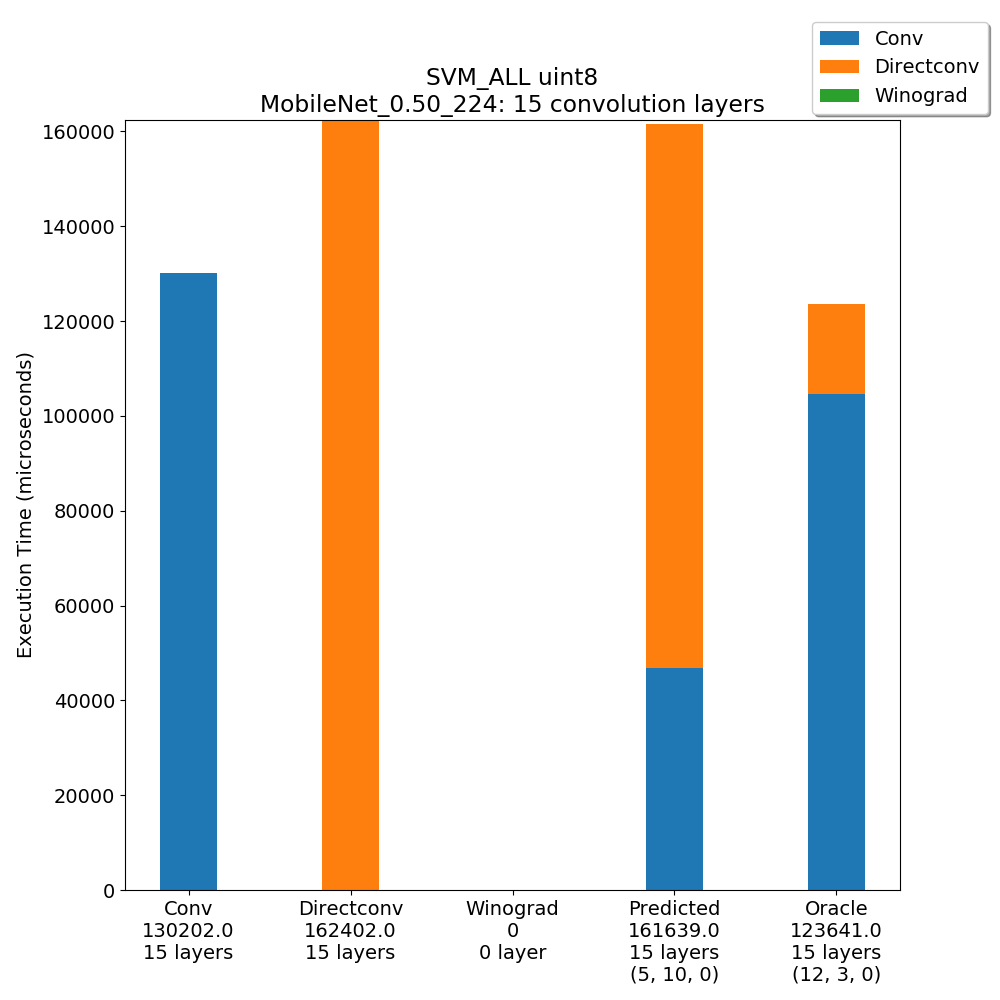 Conv
Directconv
Winograd
SVM_ALL uint8
MobileNet_0.50_224: 15 convolution layers
Execution Time (microseconds)
160000
140000
120000
100000
80000
60000
40000
20000
0
Conv
130202.0
15 layers
Directconv
162402.0
15 layers
Winograd
0
0 layer
Predicted
161639.0
15 layers
(5, 10, 0)
Oracle
123641.0
15 layers
(12, 3, 0)